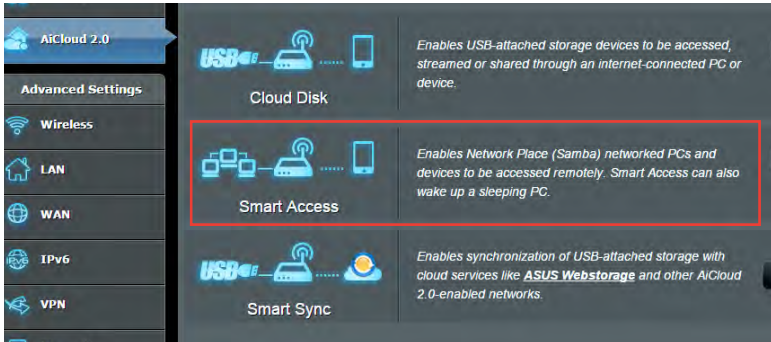 AiCloud 2.0
Advanced Settings
Wireless
LAN
WAN
IPv6
IPv6
VPN
USB
Cloud Disk
Enables USB-attached storage devices to be accessed,
streamed or shared through an internet-connected PC or
device.
Smart Access
Enables Network Place (Samba) networked PCs and
devices to be accessed remotely. Smart Access can also
wake up a sleeping PC.
USB
Smart Sync
Enables synchronization of USB-attached storage with
cloud services like ASUS Webstorage and other AiCloud
2.0-enabled networks.